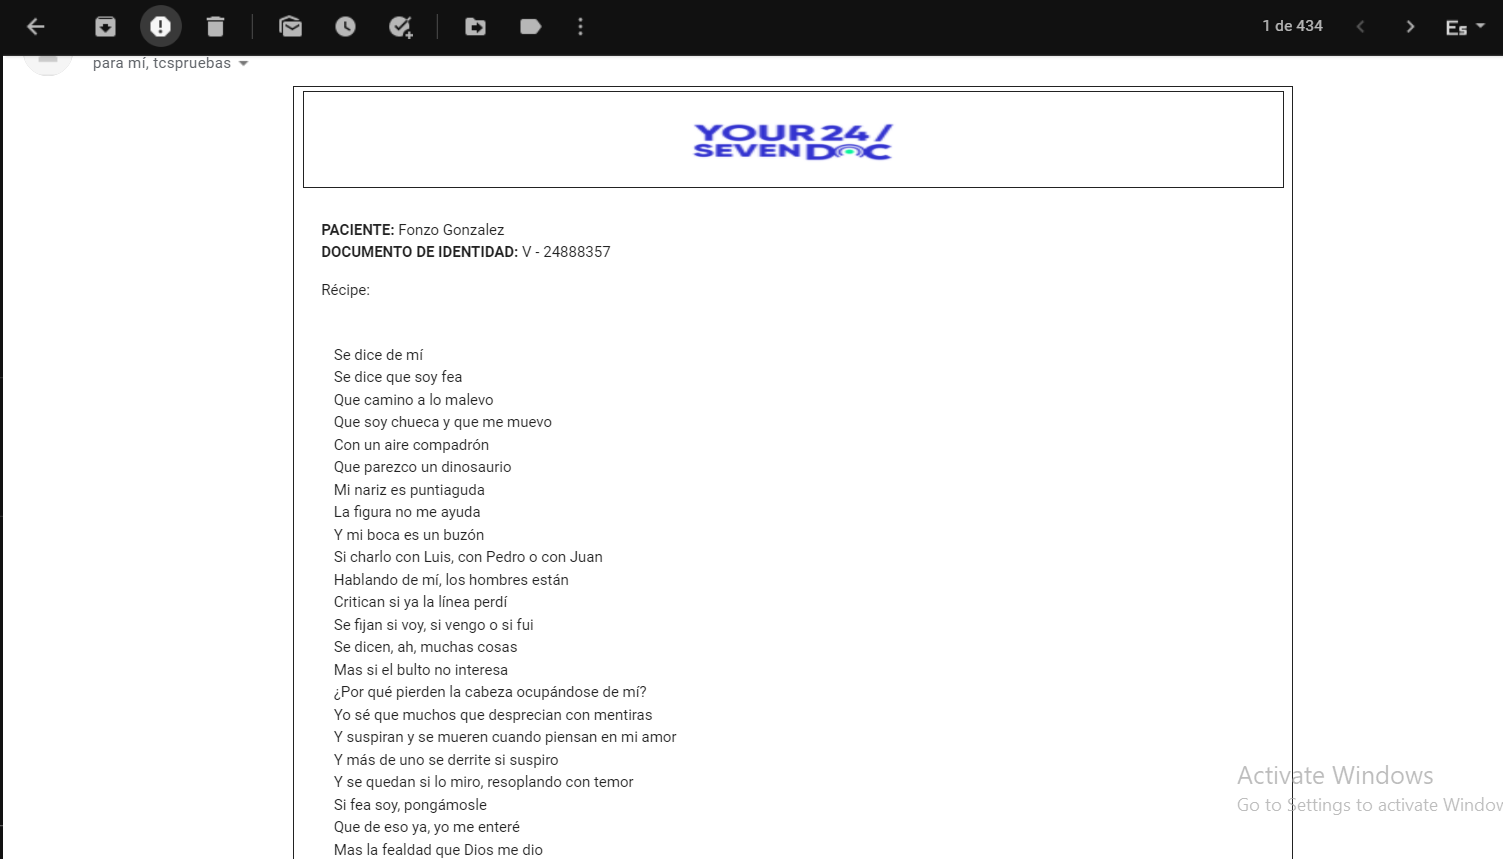 1 de 434
Es
para mí, tcspruebas
YOUR 24/
SEVEN DOC
PACIENTE: Fonzo Gonzalez
DOCUMENTO DE IDENTIDAD: V - 24888357
Récipe:
Se dice de mí
Se dice que soy fea
Que camino a lo malevo
Que soy chueca y que me muevo
Con un aire compadrón
Que parezco un dinosaurio
Mi nariz es puntiaguda
La figura no me ayuda
Y mi boca es un buzón
Si charlo con Luis, con Pedro o con Juan
Hablando de mí, los hombres están
Critican si ya la línea perdí
Se fijan si voy, si vengo o si fui
Se dicen, ah, muchas cosas
Mas si el bulto no interesa
¿Por qué pierden la cabeza ocupándose de mí?
Yo sé que muchos que desprecian con mentiras
Y suspiran y se mueren cuando piensan en mi amor
Y más de uno se derrite si suspiro
Y se quedan si lo miro, resoplando con temor
Si fea soy, pongámosle
Que de eso ya, yo me enteré
Mas la fealdad que Dios me dio
Activate Windows
Go to Settings to activate Window